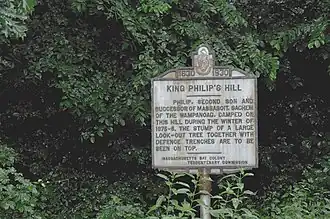 1630 1930
KING PHILIP'S HILL
PHILIP, SECOND SON AND
SUCCESSOR OF MASSASOIT, SACHEM
OF THE WAMPANOAG, CAMPED ON
THIS HILL DURING THE WINTER OF
1675-6. THE STUMP OF A LARGE
LOOK-OUT TREE TOGETHER WITH
DEFENCE TRENCHES ARE TO BE
SEEN ON TOP.
MASSACHUSETTS BAY COLONY
TERCENTENARY COMMISSION